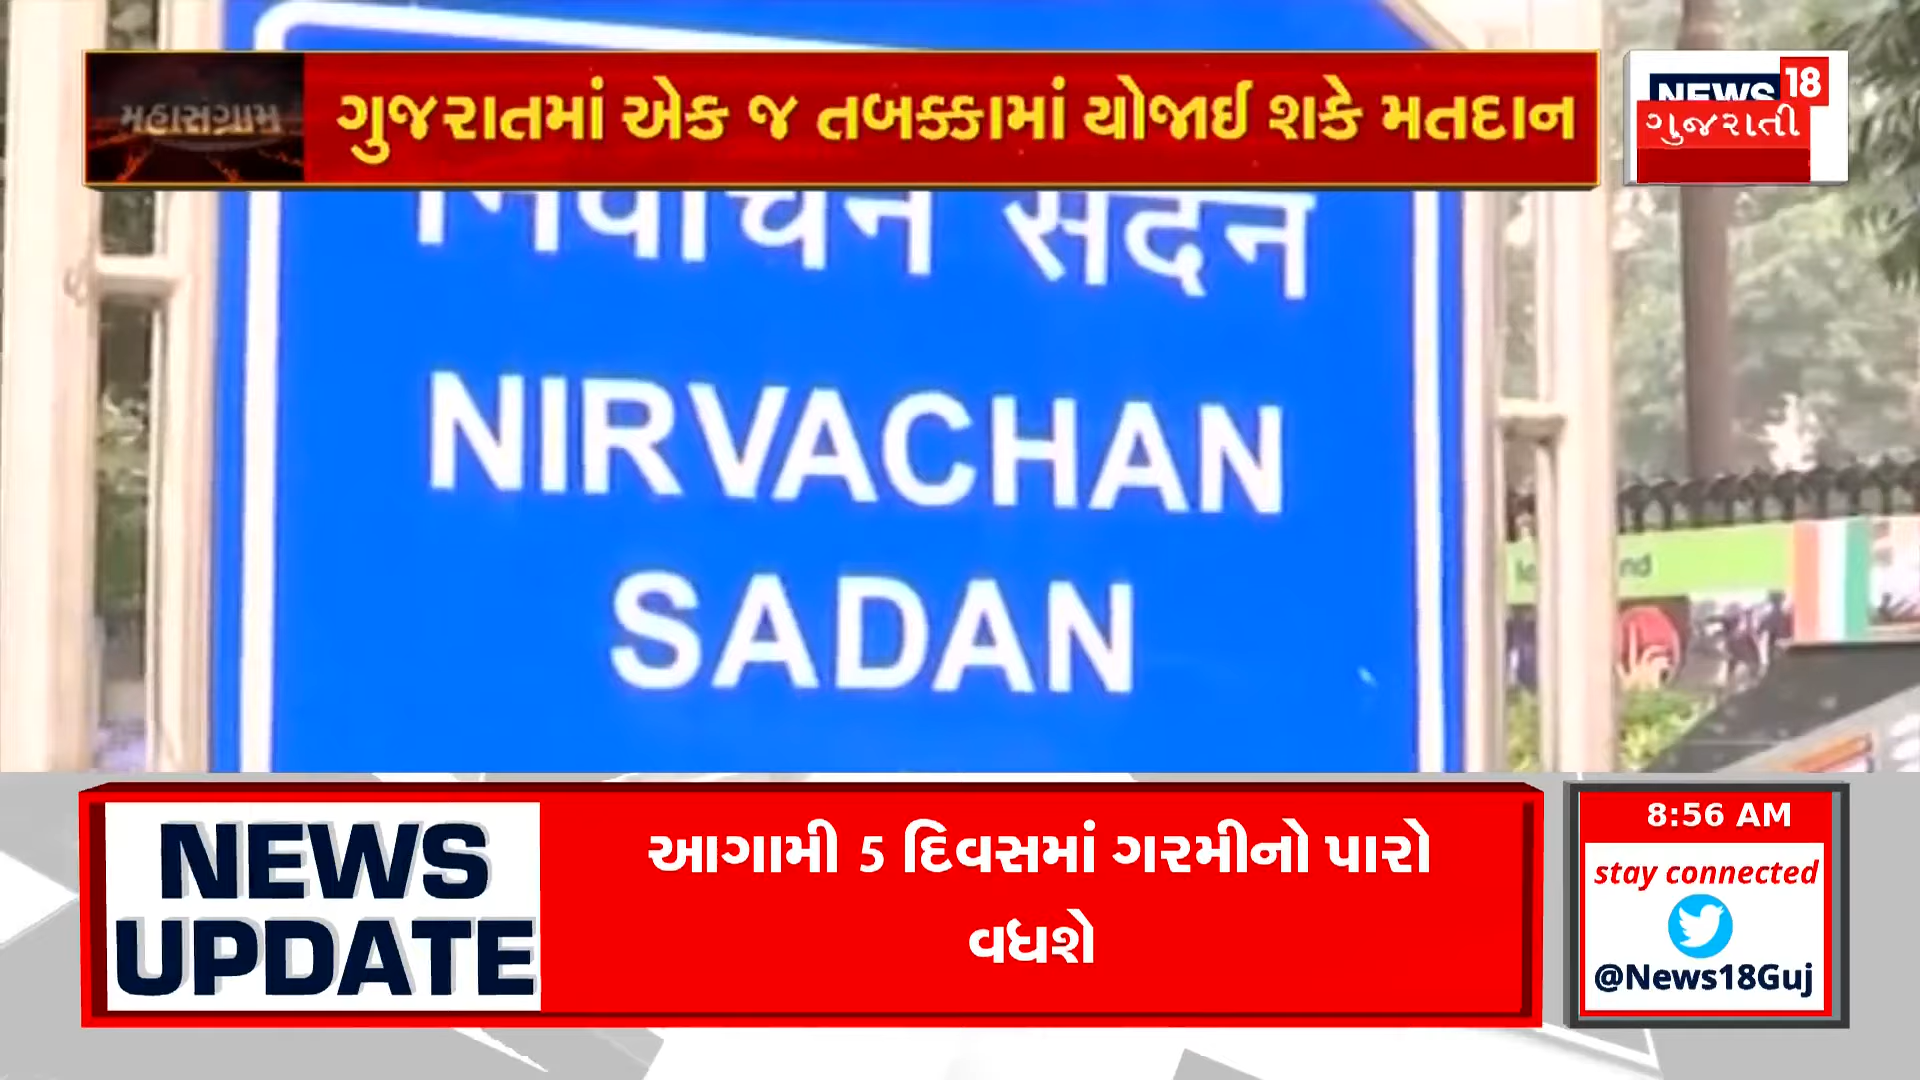 મહાસંગ્રામ
ગુજરાતમાં એક જ તબક્કામાં યોજાઈ શકે મતદાન
NEWS 18
ગુજરાતી
निर्वाचन सदन
NIRVACHAN
SADAN
NEWS
UPDATE
આગામી 5 દિવસમાં ગરમીનો પારો
વધશે
8:56 AM
stay connected
@News18Guj